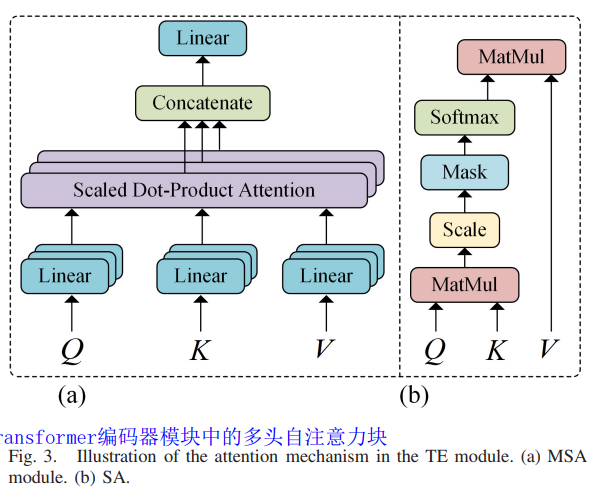 Linear
Concatenate
Scaled Dot-Product Attention
Linear Linear Linear
Q K V
(a)
MatMul
Softmax
Mask
Scale
MatMul
Q K V
(b)
ransformer编码器模块中的多头自注意力块
Fig. 3. Illustration of the attention mechanism in the TE module. (a) MSA
module. (b) SA.